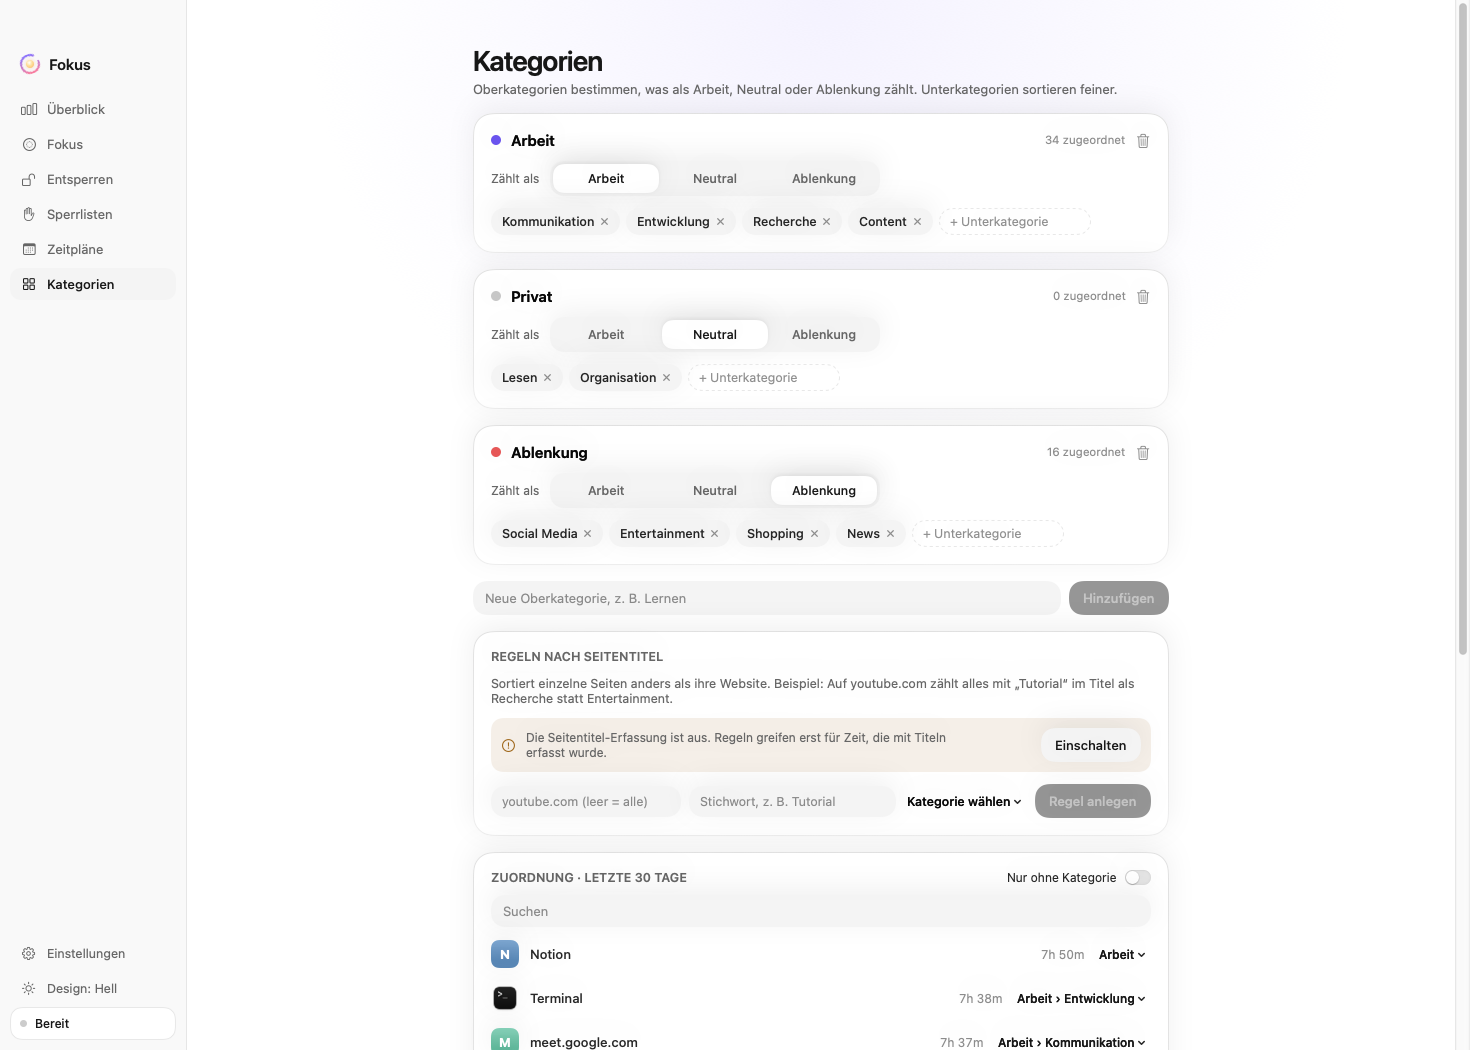 Fokus
Überblick
Fokus
Entsperren
Sperrlisten
Zeitpläne
Kategorien
Einstellungen
Design: Hell
Bereit
Kategorien
Oberkategorien bestimmen, was als Arbeit, Neutral oder Ablenkung zählt. Unterkategorien sortieren feiner.
Arbeit 34 zugeordnet
Zählt als Arbeit Neutral Ablenkung
Kommunikation × Entwicklung × Recherche × Content × + Unterkategorie
Privat 0 zugeordnet
Zählt als Arbeit Neutral Ablenkung
Lesen × Organisation × + Unterkategorie
Ablenkung 16 zugeordnet
Zählt als Arbeit Neutral Ablenkung
Social Media × Entertainment × Shopping × News × + Unterkategorie
Neue Oberkategorie, z. B. Lernen Hinzufügen
REGELN NACH SEITENTITEL
Sortiert einzelne Seiten anders als ihre Website. Beispiel: Auf youtube.com zählt alles mit „Tutorial“ im Titel als
Recherche statt Entertainment.
Die Seitentitel-Erfassung ist aus. Regeln greifen erst für Zeit, die mit Titeln
erfasst wurde.
Einschalten
youtube.com (leer = alle) Stichwort, z. B. Tutorial Kategorie wählen Regel anlegen
ZUORDNUNG · LETZTE 30 TAGE Nur ohne Kategorie
Suchen
N Notion 7h 50m Arbeit
>_ Terminal 7h 38m Arbeit › Entwicklung
M meet.google.com 7h 37m Arbeit › Kommunikation